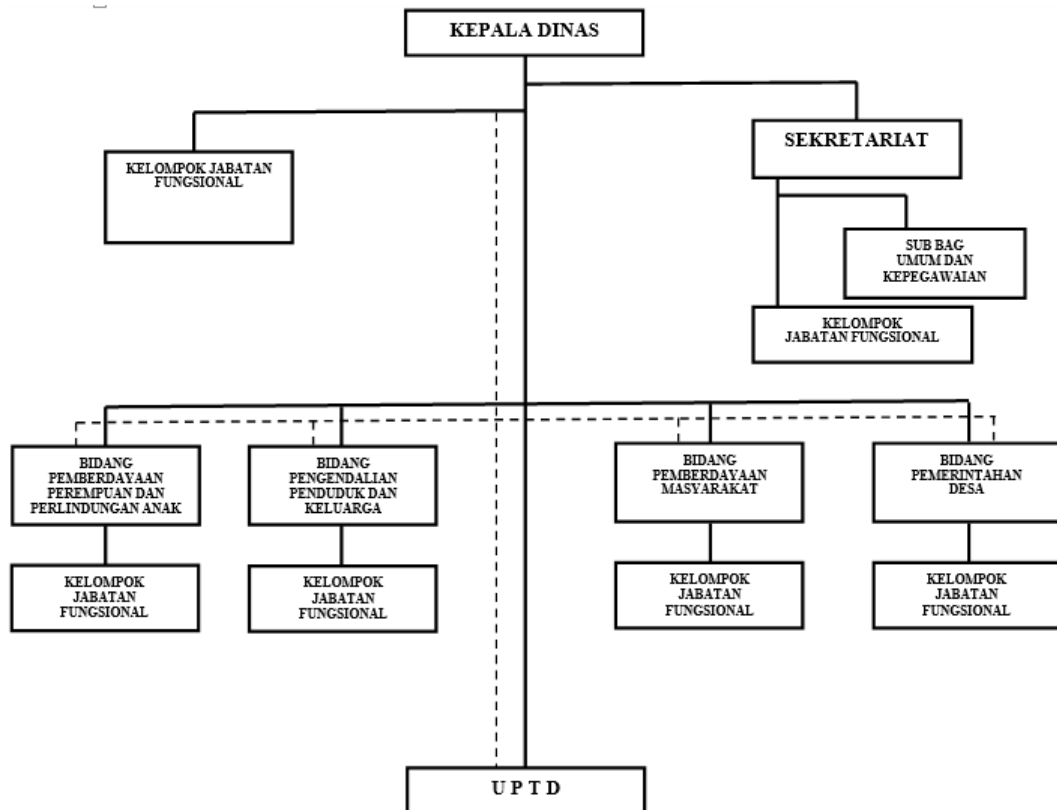 KEPALA DINAS
SEKRETARIAT
KELOMPOK JABATAN
FUNGSIONAL
SUB BAG
UMUM DAN
KEPEGAWAIAN
KELOMPOK
JABATAN FUNGSIONAL
BIDANG
PEMBERDAYAAN
PEREMPUAN DAN
PERLINDUNGAN ANAK
BIDANG
PENGENDALIAN
PENDUDUK DAN
KELUARGA
BIDANG
PEMBERDAYAAN
MASYARAKAT
BIDANG
PEMERINTAHAN
DESA
KELOMPOK
JABATAN
FUNGSIONAL
KELOMPOK
JABATAN
FUNGSIONAL
KELOMPOK
JABATAN
FUNGSIONAL
KELOMPOK
JABATAN
FUNGSIONAL
U P T D